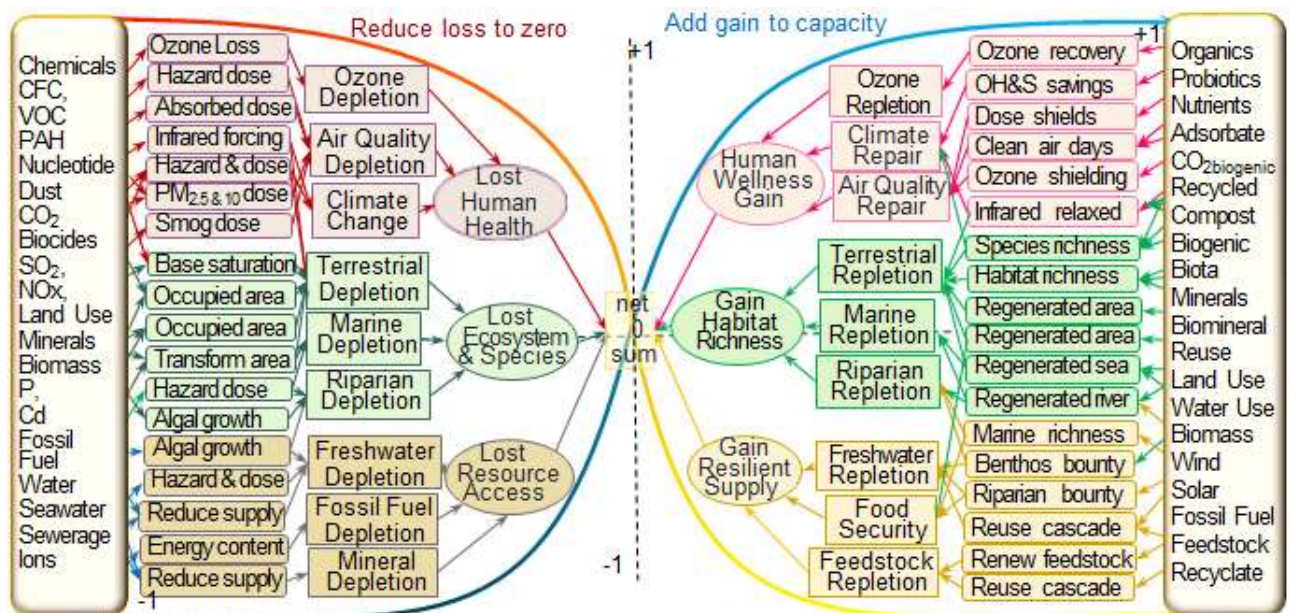 Reduce loss to zero
Add gain to capacity
Chemicals
CFC,
VOC
PAH
Nucleotide
Dust
CO2
Biocides
SO2,
NOx,
Land Use
Minerals
Biomass
P,
Cd
Fossil
Fuel
Water
Seawater
Sewerage
Ions
-1
Ozone Loss
Hazard dose
Absorbed dose
Infrared forcing
Hazard & dose
PM2.5 & 10 dose
Smog dose
Base saturation
Occupied area
Occupied area
Transform area
Hazard dose
Algal growth
Algal growth
Hazard & dose
Reduce supply
Energy content
Reduce supply
Ozone
Depletion
Air Quality
Depletion
Climate
Change
Terrestrial
Depletion
Marine
Depletion
Riparian
Depletion
Freshwater
Depletion
Fossil Fuel
Depletion
Mineral
Depletion
Lost
Human
Health
Lost
Ecosystem
& Species
Lost
Resource
Access
+1
net
0
sum
-1
Human
Wellness
Gain
Gain
Habitat
Richness
Gain
Resilient
Supply
Ozone
Repletion
Climate
Repair
Air Quality
Repair
Terrestrial
Repletion
Marine
Repletion
Riparian
Repletion
Freshwater
Repletion
Food
Security
Feedstock
Repletion
Ozone recovery
OH&S savings
Dose shields
Clean air days
Ozone shielding
Infrared relaxed
Species richness
Habitat richness
Regenerated area
Regenerated area
Regenerated sea
Regenerated river
Marine richness
Benthos bounty
Riparian bounty
Reuse cascade
Renew feedstock
Reuse cascade
+1
Organics
Probiotics
Nutrients
Adsorbate
CO2biogenic
Recycled
Compost
Biogenic
Biota
Minerals
Biomineral
Reuse
Land Use
Water Use
Biomass
Wind
Solar
Fossil Fuel
Feedstock
Recyclate